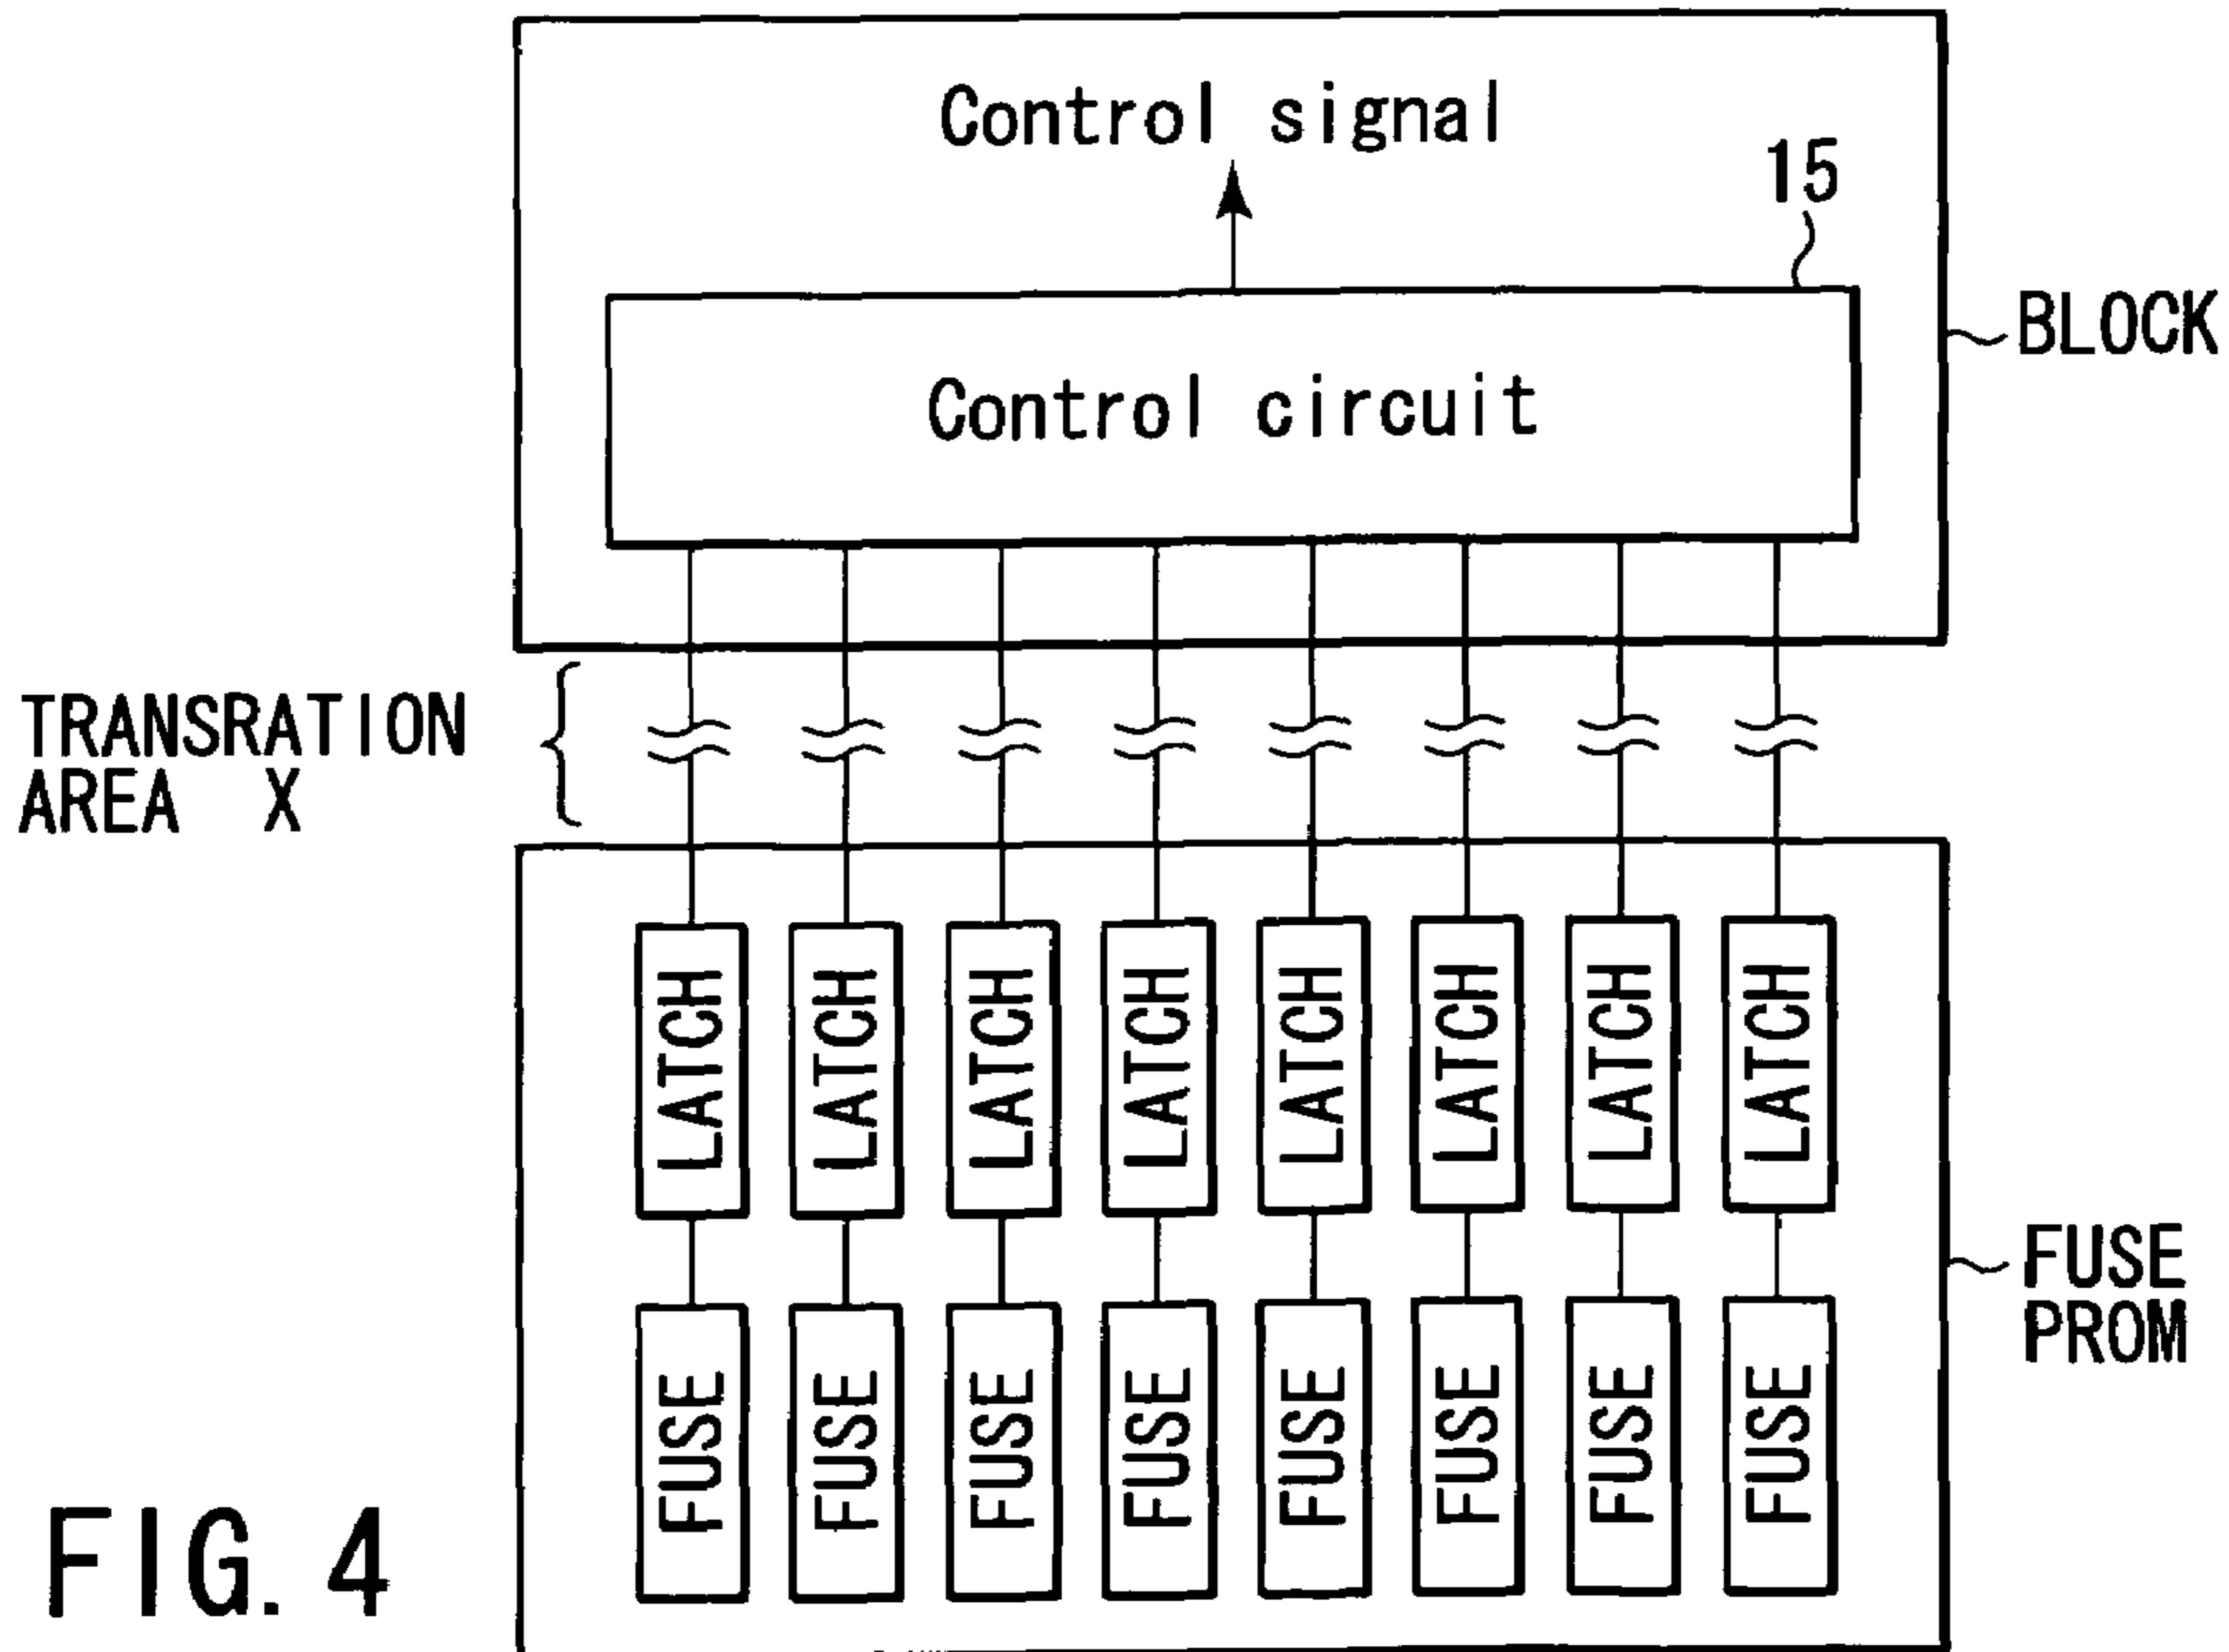 Control signal
15
BLOCK
Control circuit
TRANSRATION
AREA X
LATCH LATCH LATCH LATCH LATCH LATCH LATCH LATCH
FUSE
PROM
FUSE FUSE FUSE FUSE FUSE FUSE FUSE FUSE
FIG. 4